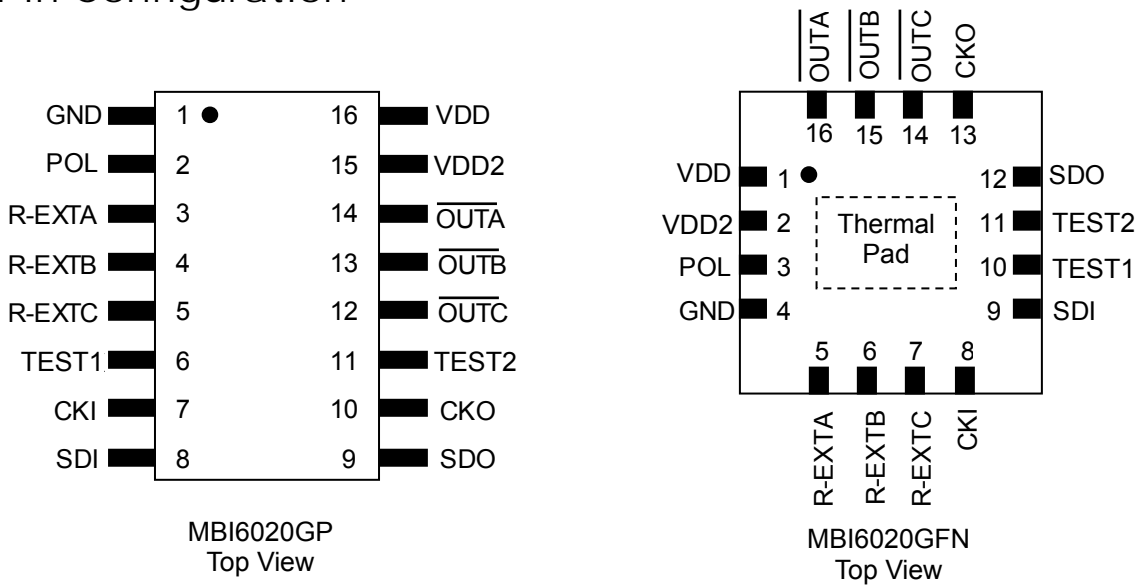 Pin Configuration
GND 1 16 VDD
POL 2 15 VDD2
R-EXTA 3 14 OUTA
R-EXTB 4 13 OUTB
R-EXTC 5 12 OUTC
TEST1 6 11 TEST2
CKI 7 10 CKO
SDI 8 9 SDO
MBI6020GP
Top View
OUTA OUTB OUTC CKO
16 15 14 13
VDD 1 12 SDO
VDD2 2 Thermal 11 TEST2
POL 3 Pad 10 TEST1
GND 4 9 SDI
5 6 7 8
R-EXTA R-EXTB R-EXTC CKI
MBI6020GFN
Top View